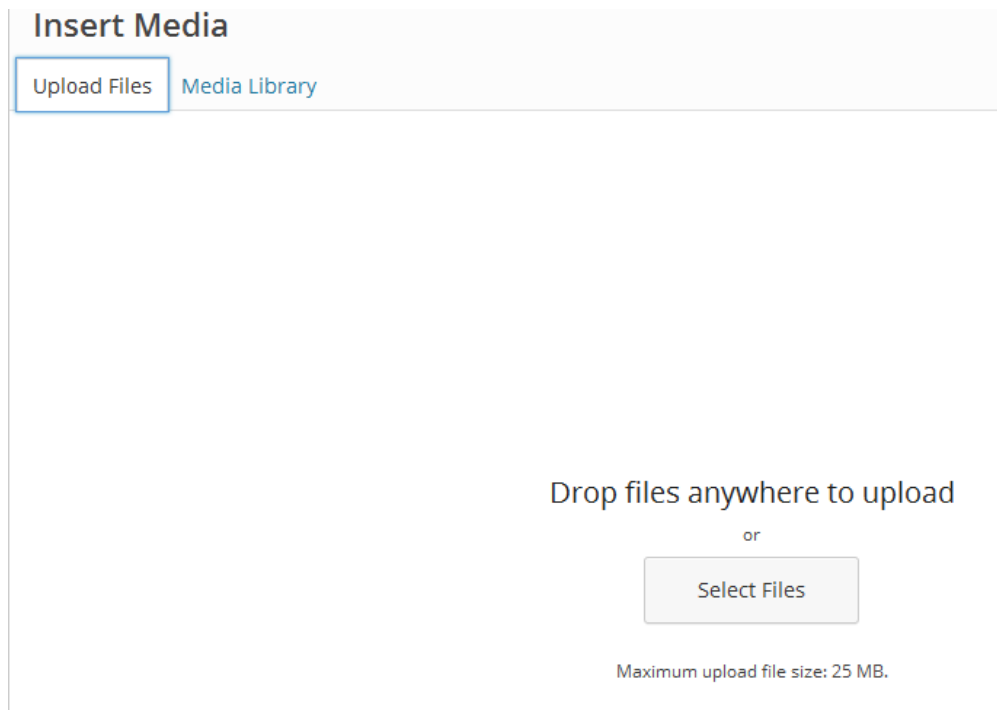 Insert Media
Upload Files Media Library
Drop files anywhere to upload
or
Select Files
Maximum upload file size: 25 MB.